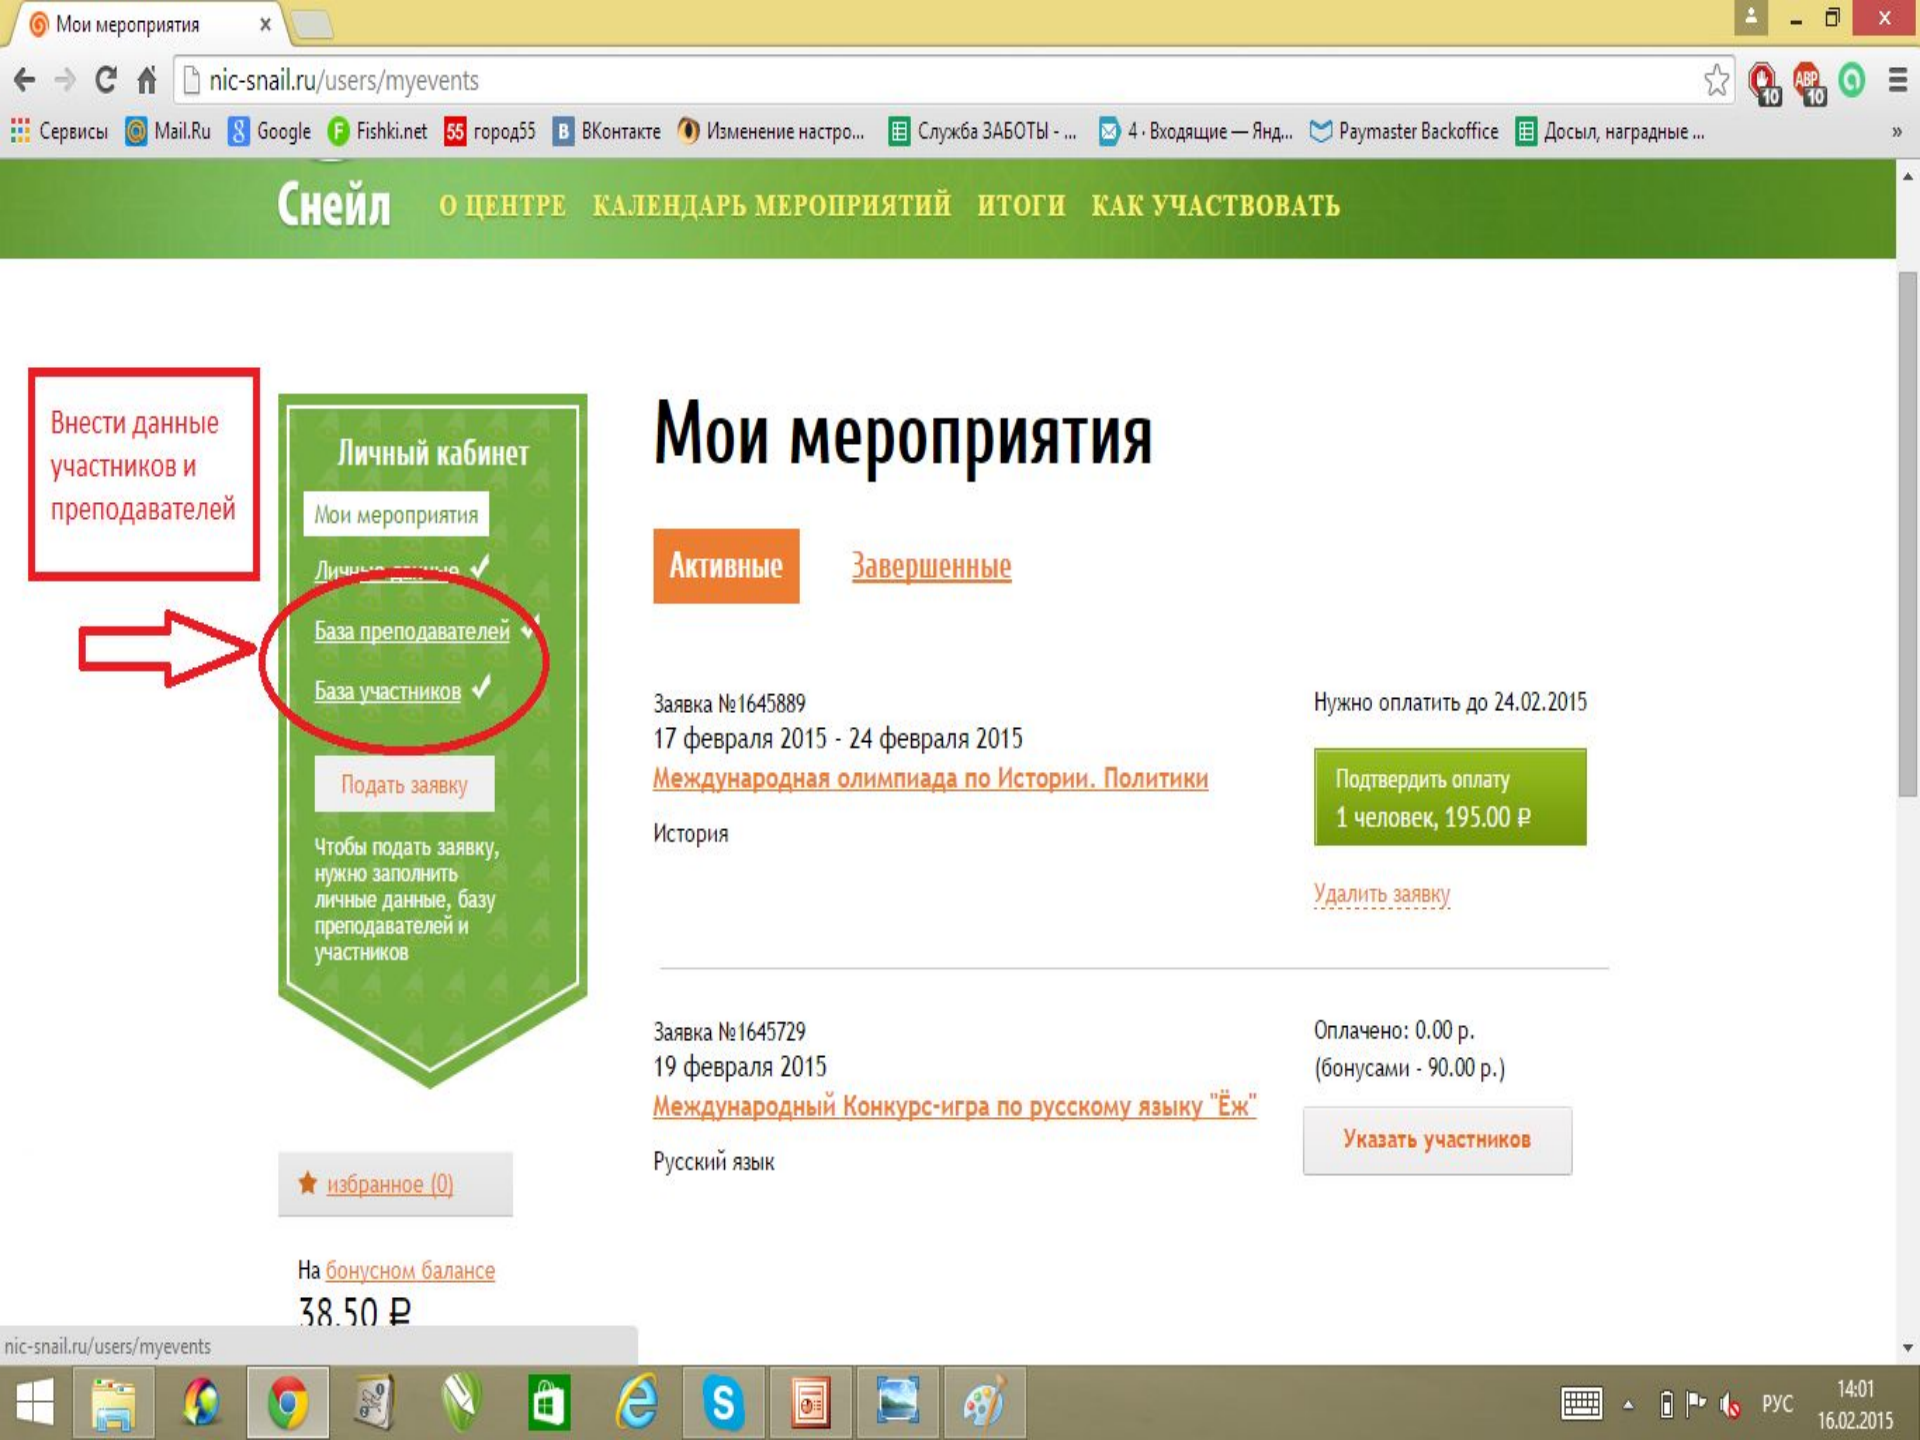 Мои мероприятия
nic-snail.ru/users/myevents
Сервисы
Mail.Ru
Google
Fishki.net
55 город55
ВКонтакте
Изменение настро...
Служба ЗАБОТЫ - ...
4 · Входящие — Янд...
Paymaster Backoffice
Досыл, наградные ...
10
ABP 10
Снейл
О ЦЕНТРЕ КАЛЕНДАРЬ МЕРОПРИЯТИЙ ИТОГИ КАК УЧАСТВОВАТЬ
Внести данные
участников и
преподавателей
Личный кабинет
Мои мероприятия
Личные данные
База преподавателей
База участников
Подать заявку
Чтобы подать заявку,
нужно заполнить
личные данные, базу
преподавателей и
участников
избранное (0)
На бонусном балансе
38.50 ₽
Мои мероприятия
Активные Завершенные
Заявка №1645889
17 февраля 2015 - 24 февраля 2015
Международная олимпиада по Истории. Политики
История
Нужно оплатить до 24.02.2015
Подтвердить оплату
1 человек, 195.00 ₽
Удалить заявку
Заявка №1645729
19 февраля 2015
Международный Конкурс-игра по русскому языку "Ёж"
Русский язык
Оплачено: 0.00 р.
(бонусами - 90.00 р.)
Указать участников
nic-snail.ru/users/myevents
РУС
14:01
16.02.2015